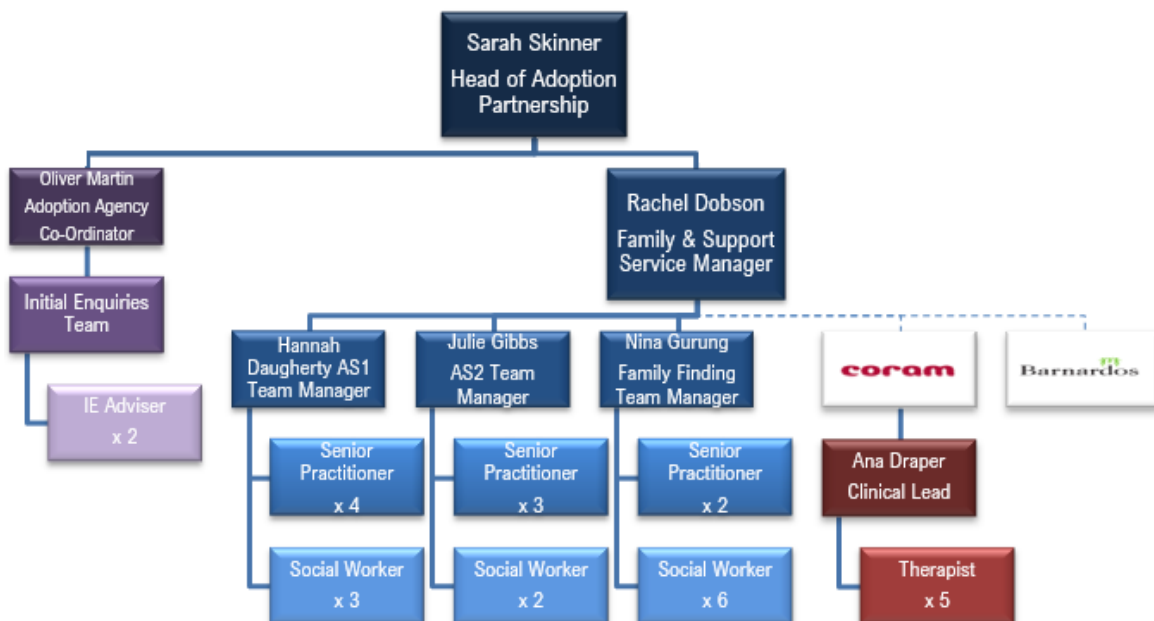 Sarah Skinner
Head of Adoption
Partnership
Oliver Martin
Adoption Agency
Co-Ordinator
Rachel Dobson
Family & Support
Service Manager
Initial Enquiries
Team
IE Adviser
x 2
Hannah
Daugherty AS1
Team Manager
Julie Gibbs
AS2 Team
Manager
Nina Gurung
Family Finding
Team Manager
coram
Barnardos
Senior
Practitioner
x 4
Senior
Practitioner
x 3
Senior
Practitioner
x 2
Ana Draper
Clinical Lead
Social Worker
x 3
Social Worker
x 2
Social Worker
x 6
Therapist
x 5